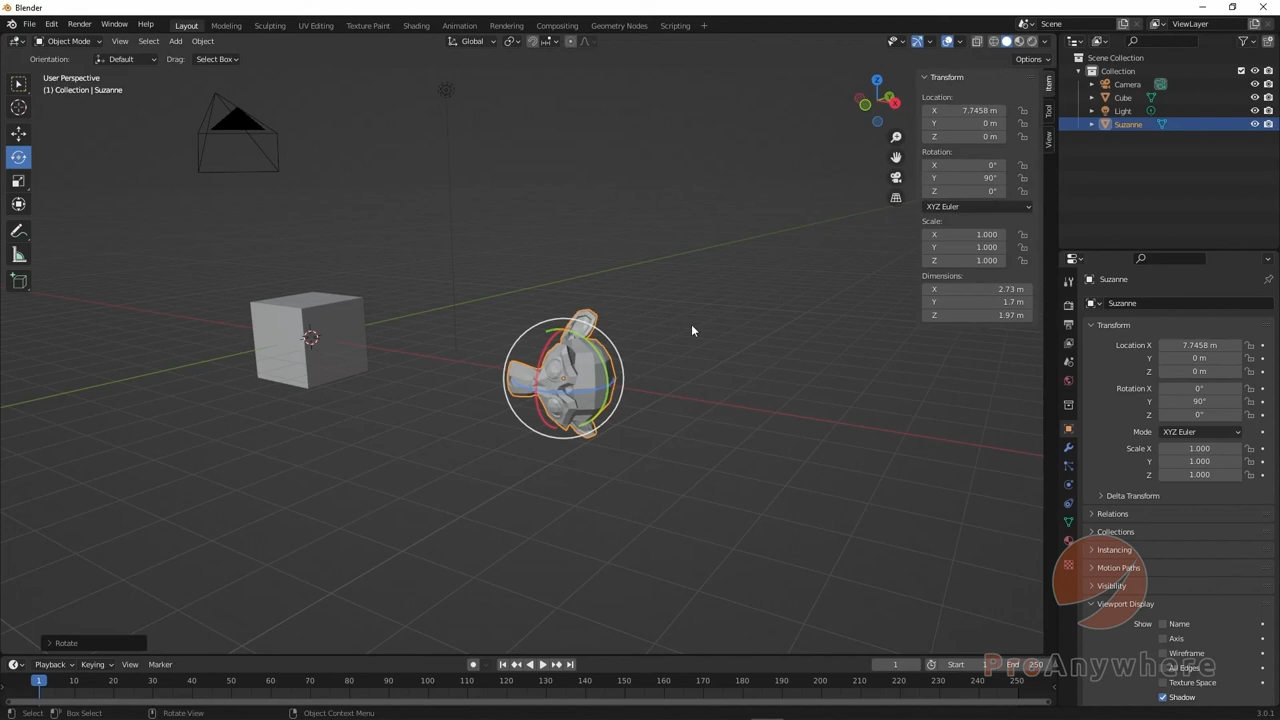 Blender
File Edit Render Window Help Layout Modeling Sculpting UV Editing Texture Paint Shading Animation Rendering Compositing Geometry Nodes Scripting + Scene ViewLayer
Object Mode View Select Add Object Global
Orientation: Default Drag: Select Box Options
User Perspective
(1) Collection | Suzanne
Z
Y
X
Transform
Location:
X 7.7458 m
Y 0 m
Z 0 m
Rotation:
X 0°
Y 90°
Z 0°
XYZ Euler
Scale:
X 1.000
Y 1.000
Z 1.000
Dimensions:
X 2.73 m
Y 1.7 m
Z 1.97 m
Item
Tool
View
Scene Collection
Collection
Camera
Cube
Light
Suzanne
Suzanne
Suzanne
Transform
Location X 7.7458 m
Y 0 m
Z 0 m
Rotation X 0°
Y 90°
Z 0°
Mode XYZ Euler
Scale X 1.000
Y 1.000
Z 1.000
Delta Transform
Relations
Collections
Instancing
Motion Paths
Visibility
Viewport Display
Show Name
Axis
Wireframe
All Edges
Texture Space
Shadow
ProAnywhere
Rotate
Playback Keying View Marker 1 Start 1 End 250
1 10 20 30 40 50 60 70 80 90 100 110 120 130 140 150 160 170 180 190 200 210 220 230 240 250
Select Box Select Rotate View Object Context Menu 3.0.1